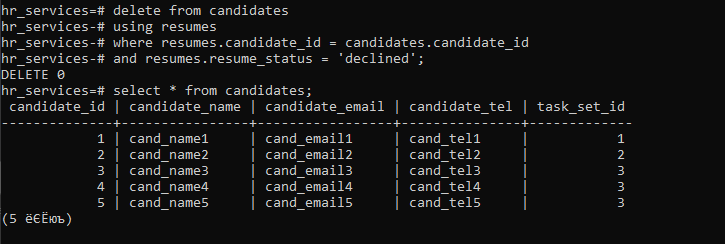 hr_services=# delete from candidates
hr_services-# using resumes
hr_services-# where resumes.candidate_id = candidates.candidate_id
hr_services-# and resumes.resume_status = 'declined';
DELETE 0
hr_services=# select * from candidates;
 candidate_id | candidate_name | candidate_email | candidate_tel | task_set_id
--------------+----------------+-----------------+---------------+-------------
            1 | cand_name1     | cand_email1     | cand_tel1     |           1
            2 | cand_name2     | cand_email2     | cand_tel2     |           2
            3 | cand_name3     | cand_email3     | cand_tel3     |           3
            4 | cand_name4     | cand_email4     | cand_tel4     |           3
            5 | cand_name5     | cand_email5     | cand_tel5     |           3
(5 ёЄЁюъ)